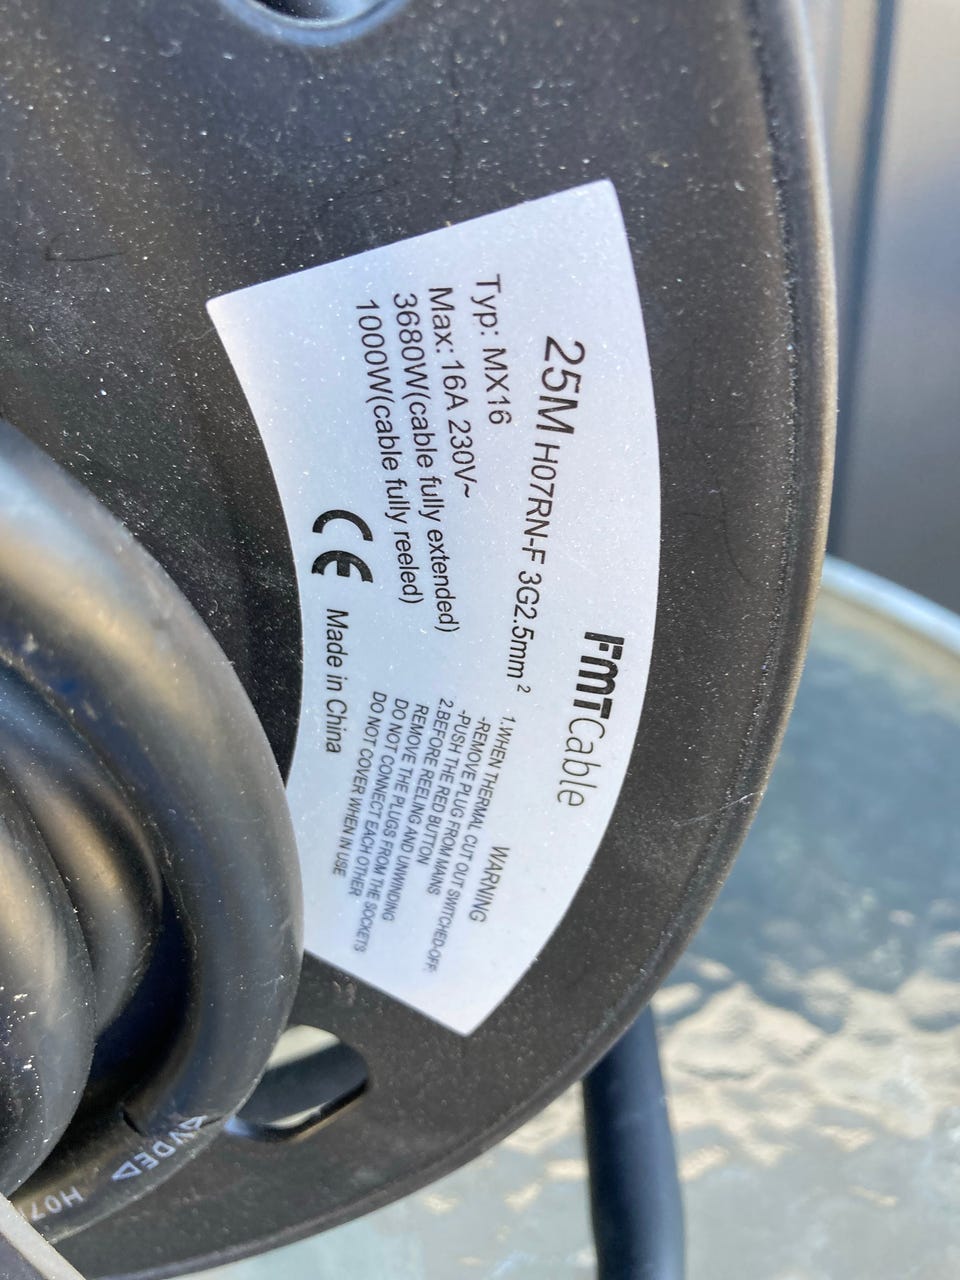 FMTCable
25M H07RN-F 3G2.5mm²
Typ: MX16
Max: 16A 230V~
3680W(cable fully extended)
1000W(cable fully reeled)
CE Made in China
WARNING
1.WHEN THERMAL CUT OUT SWITCHED-OFF:
-REMOVE PLUG FROM MAINS
-PUSH THE RED BUTTON
2.BEFORE REELING AND UNWINDING
REMOVE THE PLUGS FROM THE SOCKETS
DO NOT CONNECT EACH OTHER
DO NOT COVER WHEN IN USE
◁VDE▷ H07